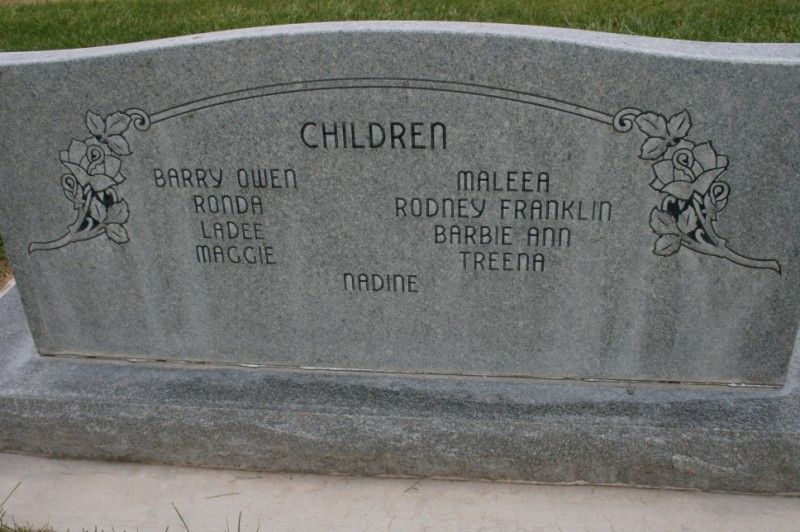 CHILDREN
BARRY OWEN
RONDA
LADEE
MAGGIE
MALEEA
RODNEY FRANKLIN
BARBIE ANN
TREENA
NADINE